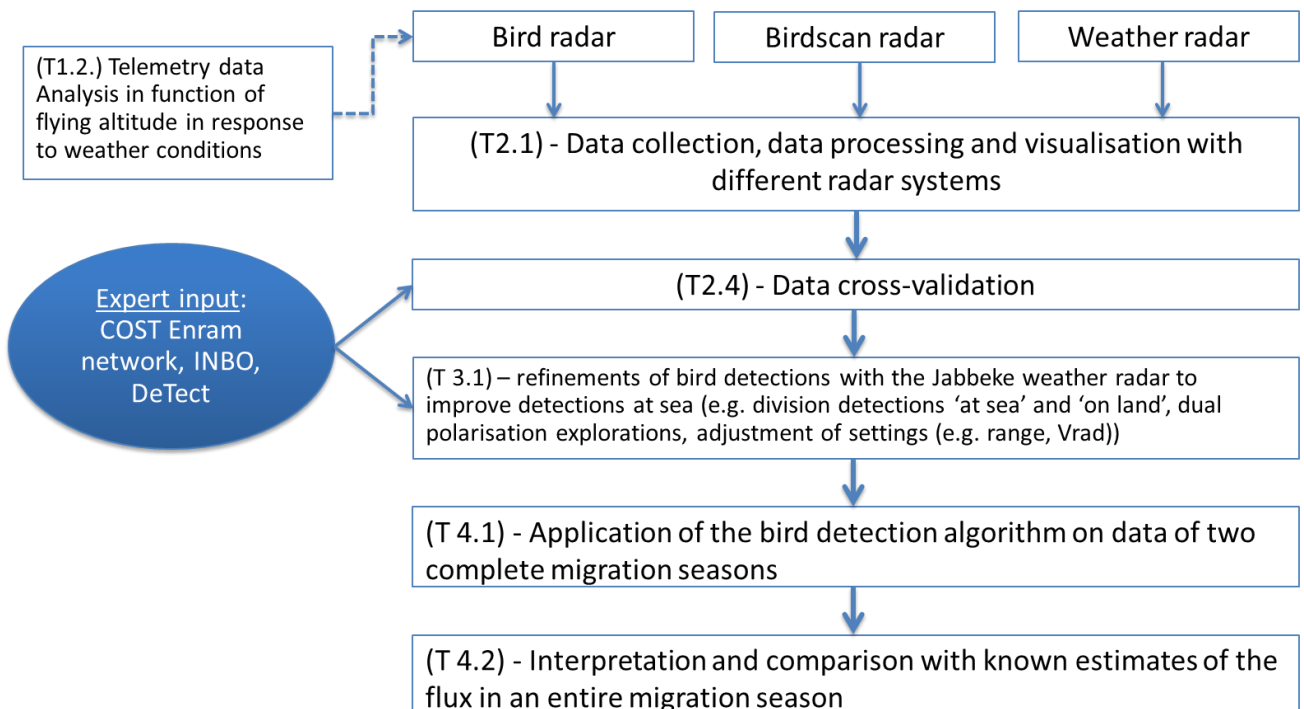 Bird radar
Birdscan radar
Weather radar
(T1.2.) Telemetry data
Analysis in function of
flying altitude in response
to weather conditions
(T2.1) - Data collection, data processing and visualisation with
different radar systems
Expert input:
COST Enram
network, INBO,
DeTect
(T2.4) - Data cross-validation
(T 3.1) – refinements of bird detections with the Jabbeke weather radar to
improve detections at sea (e.g. division detections ‘at sea’ and ‘on land’, dual
polarisation explorations, adjustment of settings (e.g. range, Vrad))
(T 4.1) - Application of the bird detection algorithm on data of two
complete migration seasons
(T 4.2) - Interpretation and comparison with known estimates of the
flux in an entire migration season